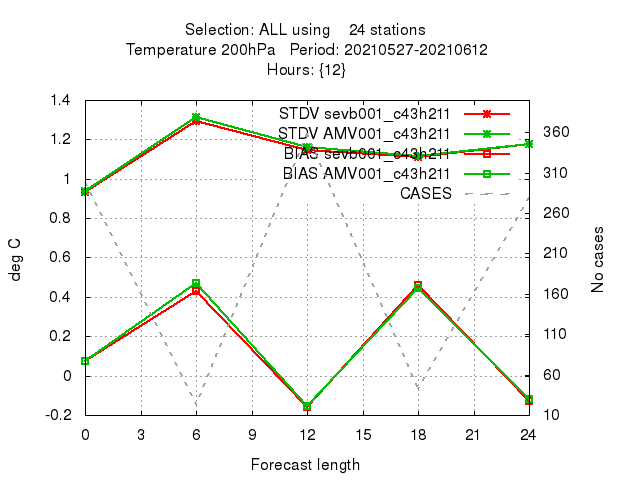 Selection: ALL using 24 stations
Temperature 200hPa Period: 20210527-20210612
Hours: {12}
STDV sevb001_c43h211
STDV AMV001_c43h211
BIAS sevb001_c43h211
BIAS AMV001_c43h211
CASES
deg C
1.4
1.2
1
0.8
0.6
0.4
0.2
0
-0.2
No cases
360
310
260
210
160
110
60
10
0 3 6 9 12 15 18 21 24
Forecast length